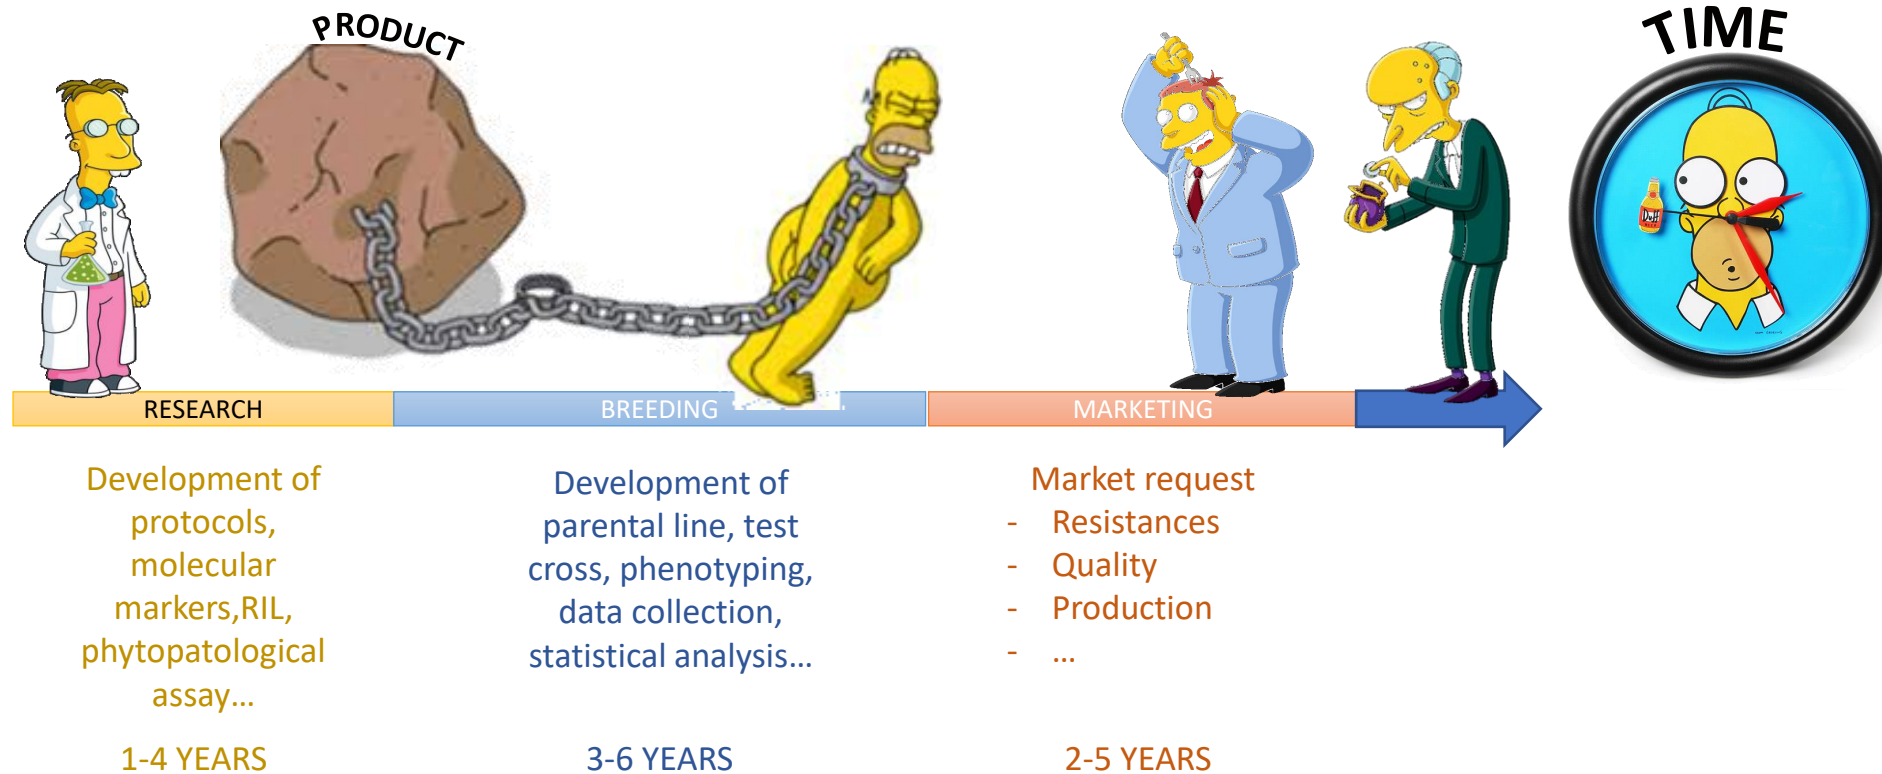 PRODUCT
TIME
Duff
RESEARCH
BREEDING
MARKETING
Development of
protocols,
molecular
markers,RIL,
phytopatological
assay...
1-4 YEARS
Development of
parental line, test
cross, phenotyping,
data collection,
statistical analysis...
3-6 YEARS
Market request
- Resistances
- Quality
- Production
- ...
2-5 YEARS